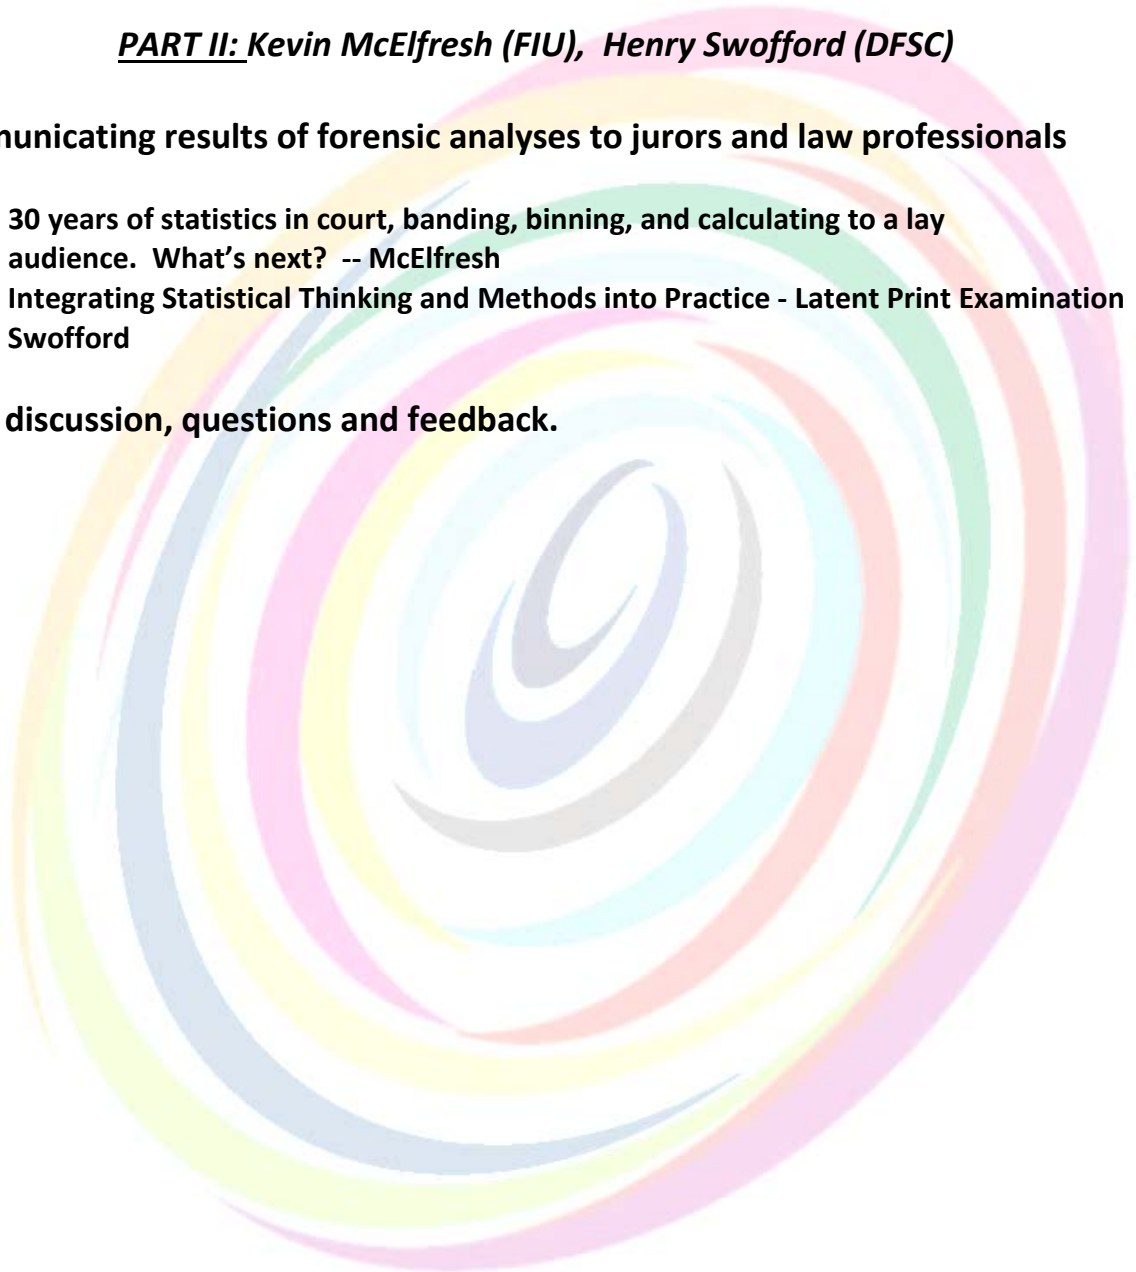 PART II: Kevin McElfresh (FIU), Henry Swofford (DFSC)
municating results of forensic analyses to jurors and law professionals
30 years of statistics in court, banding, binning, and calculating to a lay
audience. What’s next? -- McElfresh
Integrating Statistical Thinking and Methods into Practice - Latent Print Examination
Swofford
discussion, questions and feedback.